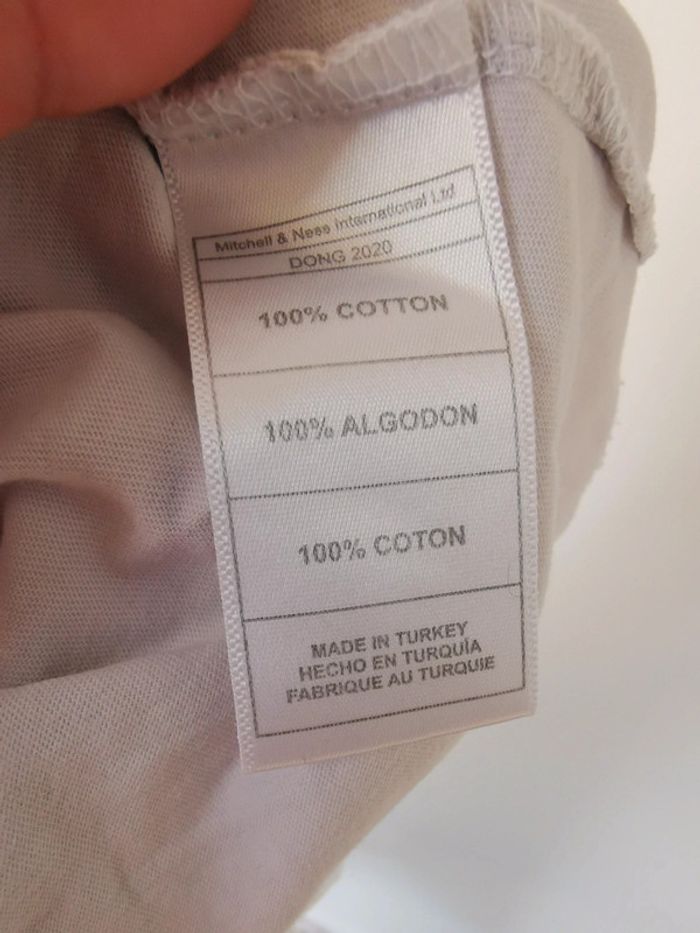 Mitchell & Ness International Ltd
DONG 2020
100% COTTON
100% ALGODON
100% COTON
MADE IN TURKEY
HECHO EN TURQUÍA
FABRIQUE AU TURQUIE